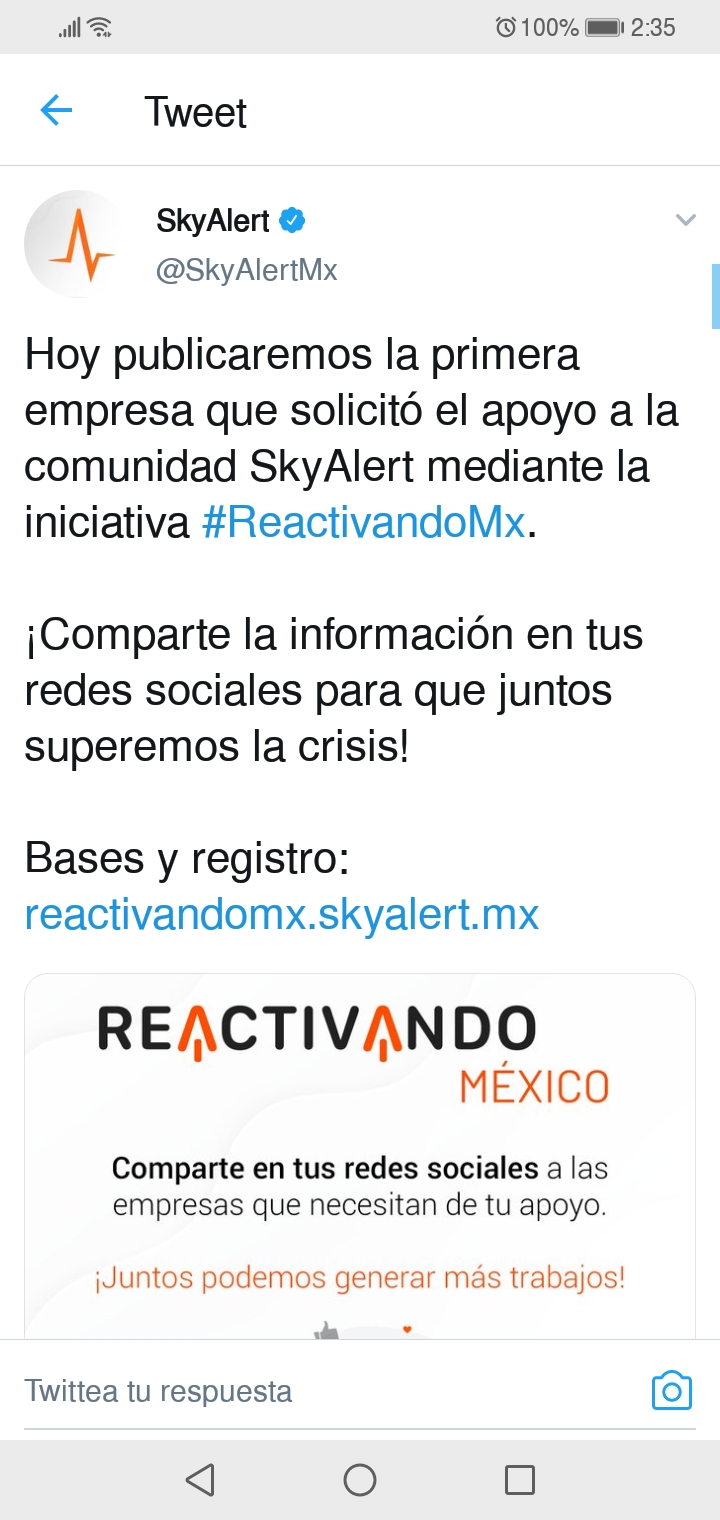 100% 2:35
Tweet
SkyAlert
@SkyAlertMx
Hoy publicaremos la primera
empresa que solicitó el apoyo a la
comunidad SkyAlert mediante la
iniciativa #ReactivandoMx.
¡Comparte la información en tus
redes sociales para que juntos
superemos la crisis!
Bases y registro:
reactivandomx.skyalert.mx
REACTIVANDO
MÉXICO
Comparte en tus redes sociales a las
empresas que necesitan de tu apoyo.
¡Juntos podemos generar más trabajos!
Twittea tu respuesta